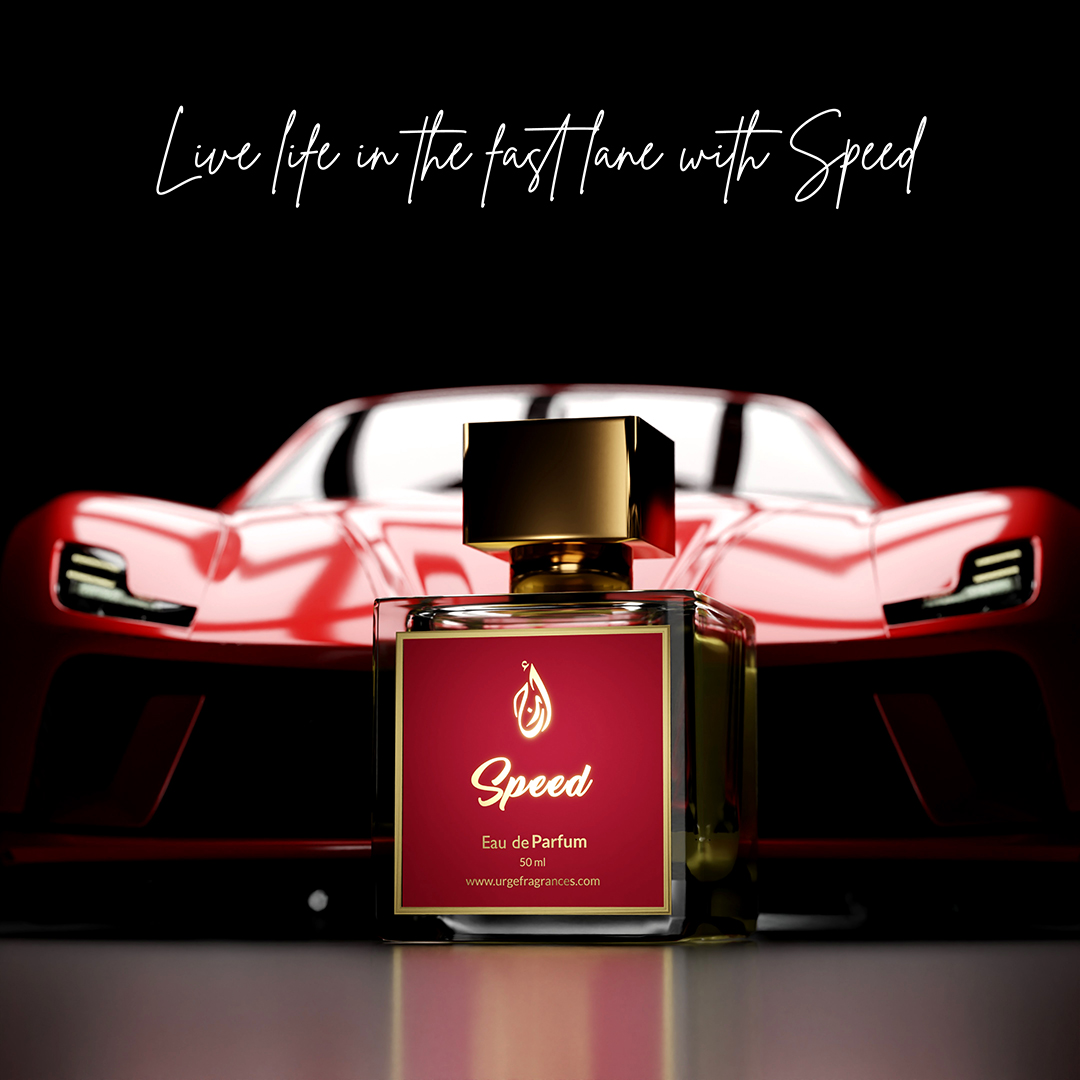 Live life in the fast lane with Speed
Speed
Eau de Parfum
50 ml
www.urgefragrances.com